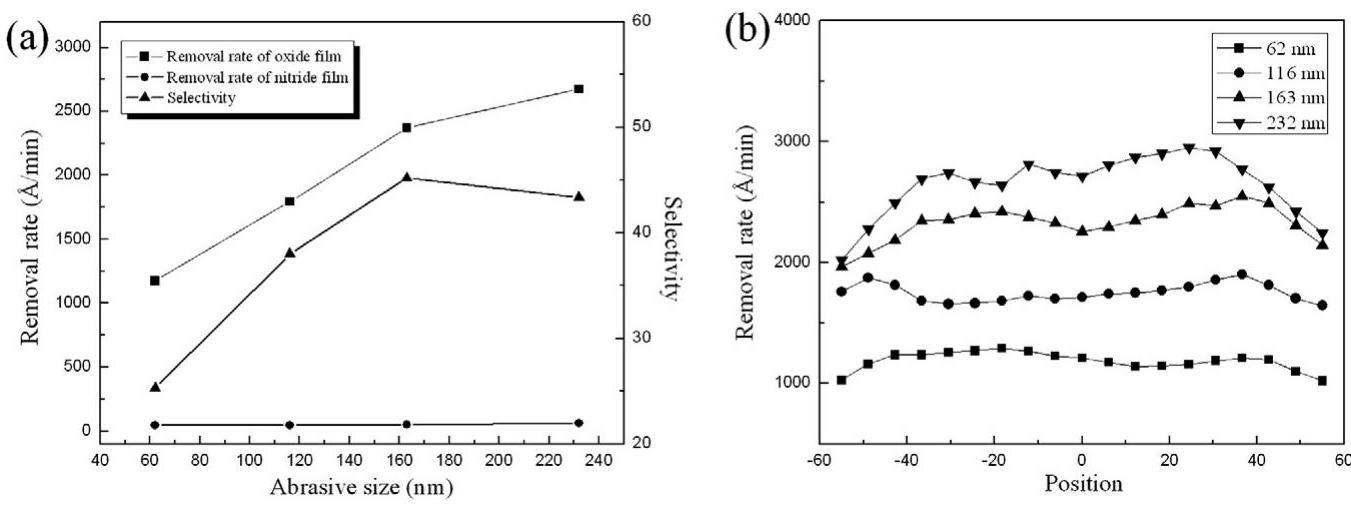 (a)
Removal rate of oxide film
Removal rate of nitride film
Selectivity
Removal rate (Å/min)
3000
2500
2000
1500
1000
500
0
60
50
40
30
20
Selectivity
40 60 80 100 120 140 160 180 200 220 240
Abrasive size (nm)
(b)
62 nm
116 nm
163 nm
232 nm
Removal rate (Å/min)
4000
3000
2000
1000
-60 -40 -20 0 20 40 60
Position